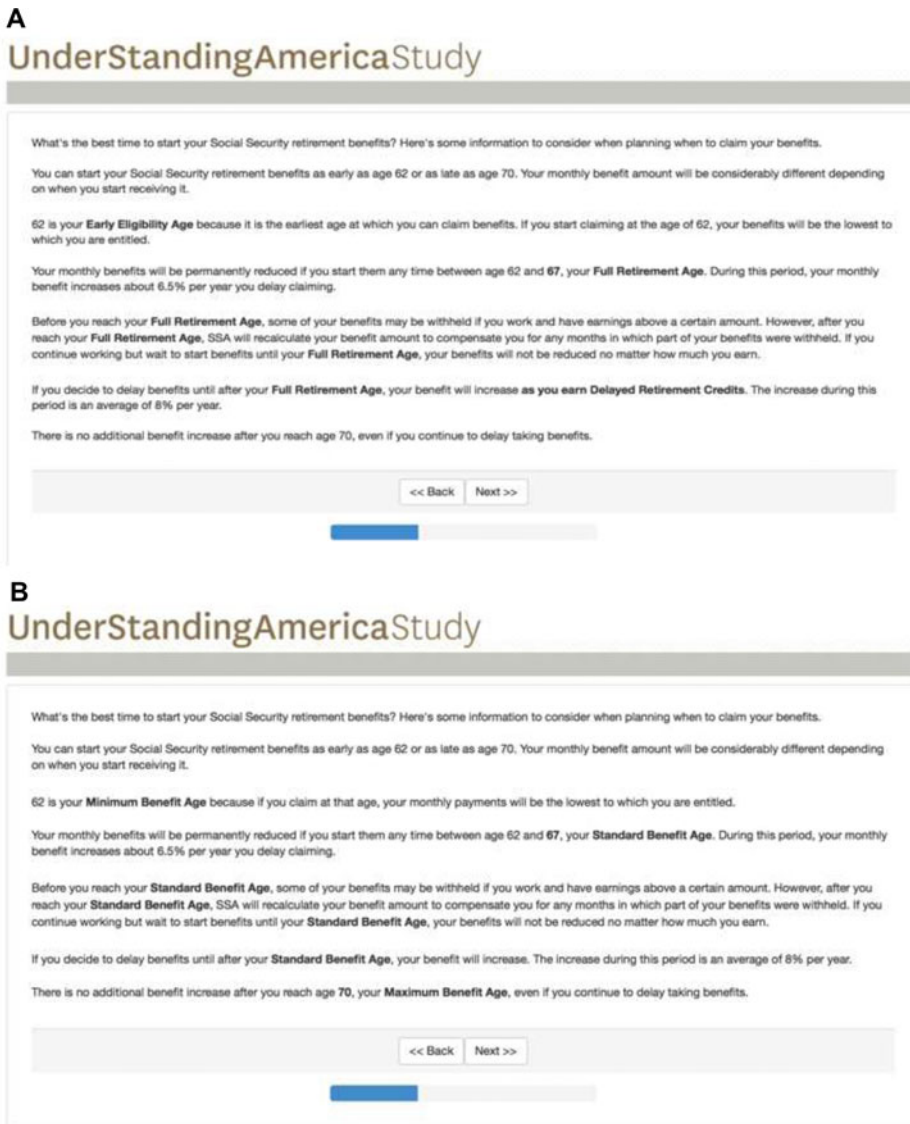 A
UnderStandingAmericaStudy
What's the best time to start your Social Security retirement benefits? Here's some information to consider when planning when to claim your benefits.
You can start your Social Security retirement benefits as early as age 62 or as late as age 70. Your monthly benefit amount will be considerably different depending
on when you start receiving it.
62 is your Early Eligibility Age because it is the earliest age at which you can claim benefits. If you start claiming at the age of 62, your benefits will be the lowest to
which you are entitled.
Your monthly benefits will be permanently reduced if you start them any time between age 62 and 67, your Full Retirement Age. During this period, your monthly
benefit increases about 6.5% per year you delay claiming.
Before you reach your Full Retirement Age, some of your benefits may be withheld if you work and have earnings above a certain amount. However, after you
reach your Full Retirement Age, SSA will recalculate your benefit amount to compensate you for any months in which part of your benefits were withheld. If you
continue working but wait to start benefits until your Full Retirement Age, your benefits will not be reduced no matter how much you earn.
If you decide to delay benefits until after your Full Retirement Age, your benefit will increase as you earn Delayed Retirement Credits. The increase during this
period is an average of 8% per year.
There is no additional benefit increase after you reach age 70, even if you continue to delay taking benefits.
<< Back Next >>
B
UnderStandingAmericaStudy
What's the best time to start your Social Security retirement benefits? Here's some information to consider when planning when to claim your benefits.
You can start your Social Security retirement benefits as early as age 62 or as late as age 70. Your monthly benefit amount will be considerably different depending
on when you start receiving it.
62 is your Minimum Benefit Age because if you claim at that age, your monthly payments will be the lowest to which you are entitled.
Your monthly benefits will be permanently reduced if you start them any time between age 62 and 67, your Standard Benefit Age. During this period, your monthly
benefit increases about 6.5% per year you delay claiming.
Before you reach your Standard Benefit Age, some of your benefits may be withheld if you work and have earnings above a certain amount. However, after you
reach your Standard Benefit Age, SSA will recalculate your benefit amount to compensate you for any months in which part of your benefits were withheld. If you
continue working but wait to start benefits until your Standard Benefit Age, your benefits will not be reduced no matter how much you earn.
If you decide to delay benefits until after your Standard Benefit Age, your benefit will increase. The increase during this period is an average of 8% per year.
There is no additional benefit increase after you reach age 70, your Maximum Benefit Age, even if you continue to delay taking benefits.
<< Back Next >>